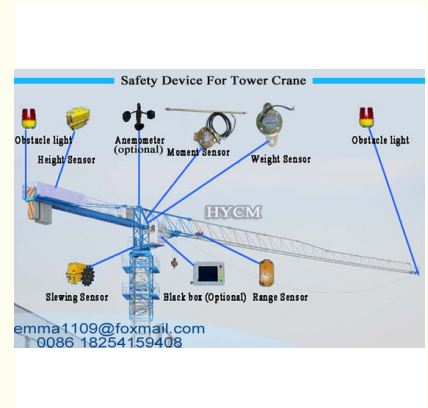 Safety Device For Tower Crane
Obstacle light
Height Sensor
Anemometer
(optional)
Moment Sensor
Weight Sensor
Obstacle light
HYCM
Slewing Sensor
Black box (Optional)
Range Sensor
emma1109@foxmail.com
0086 18254159408